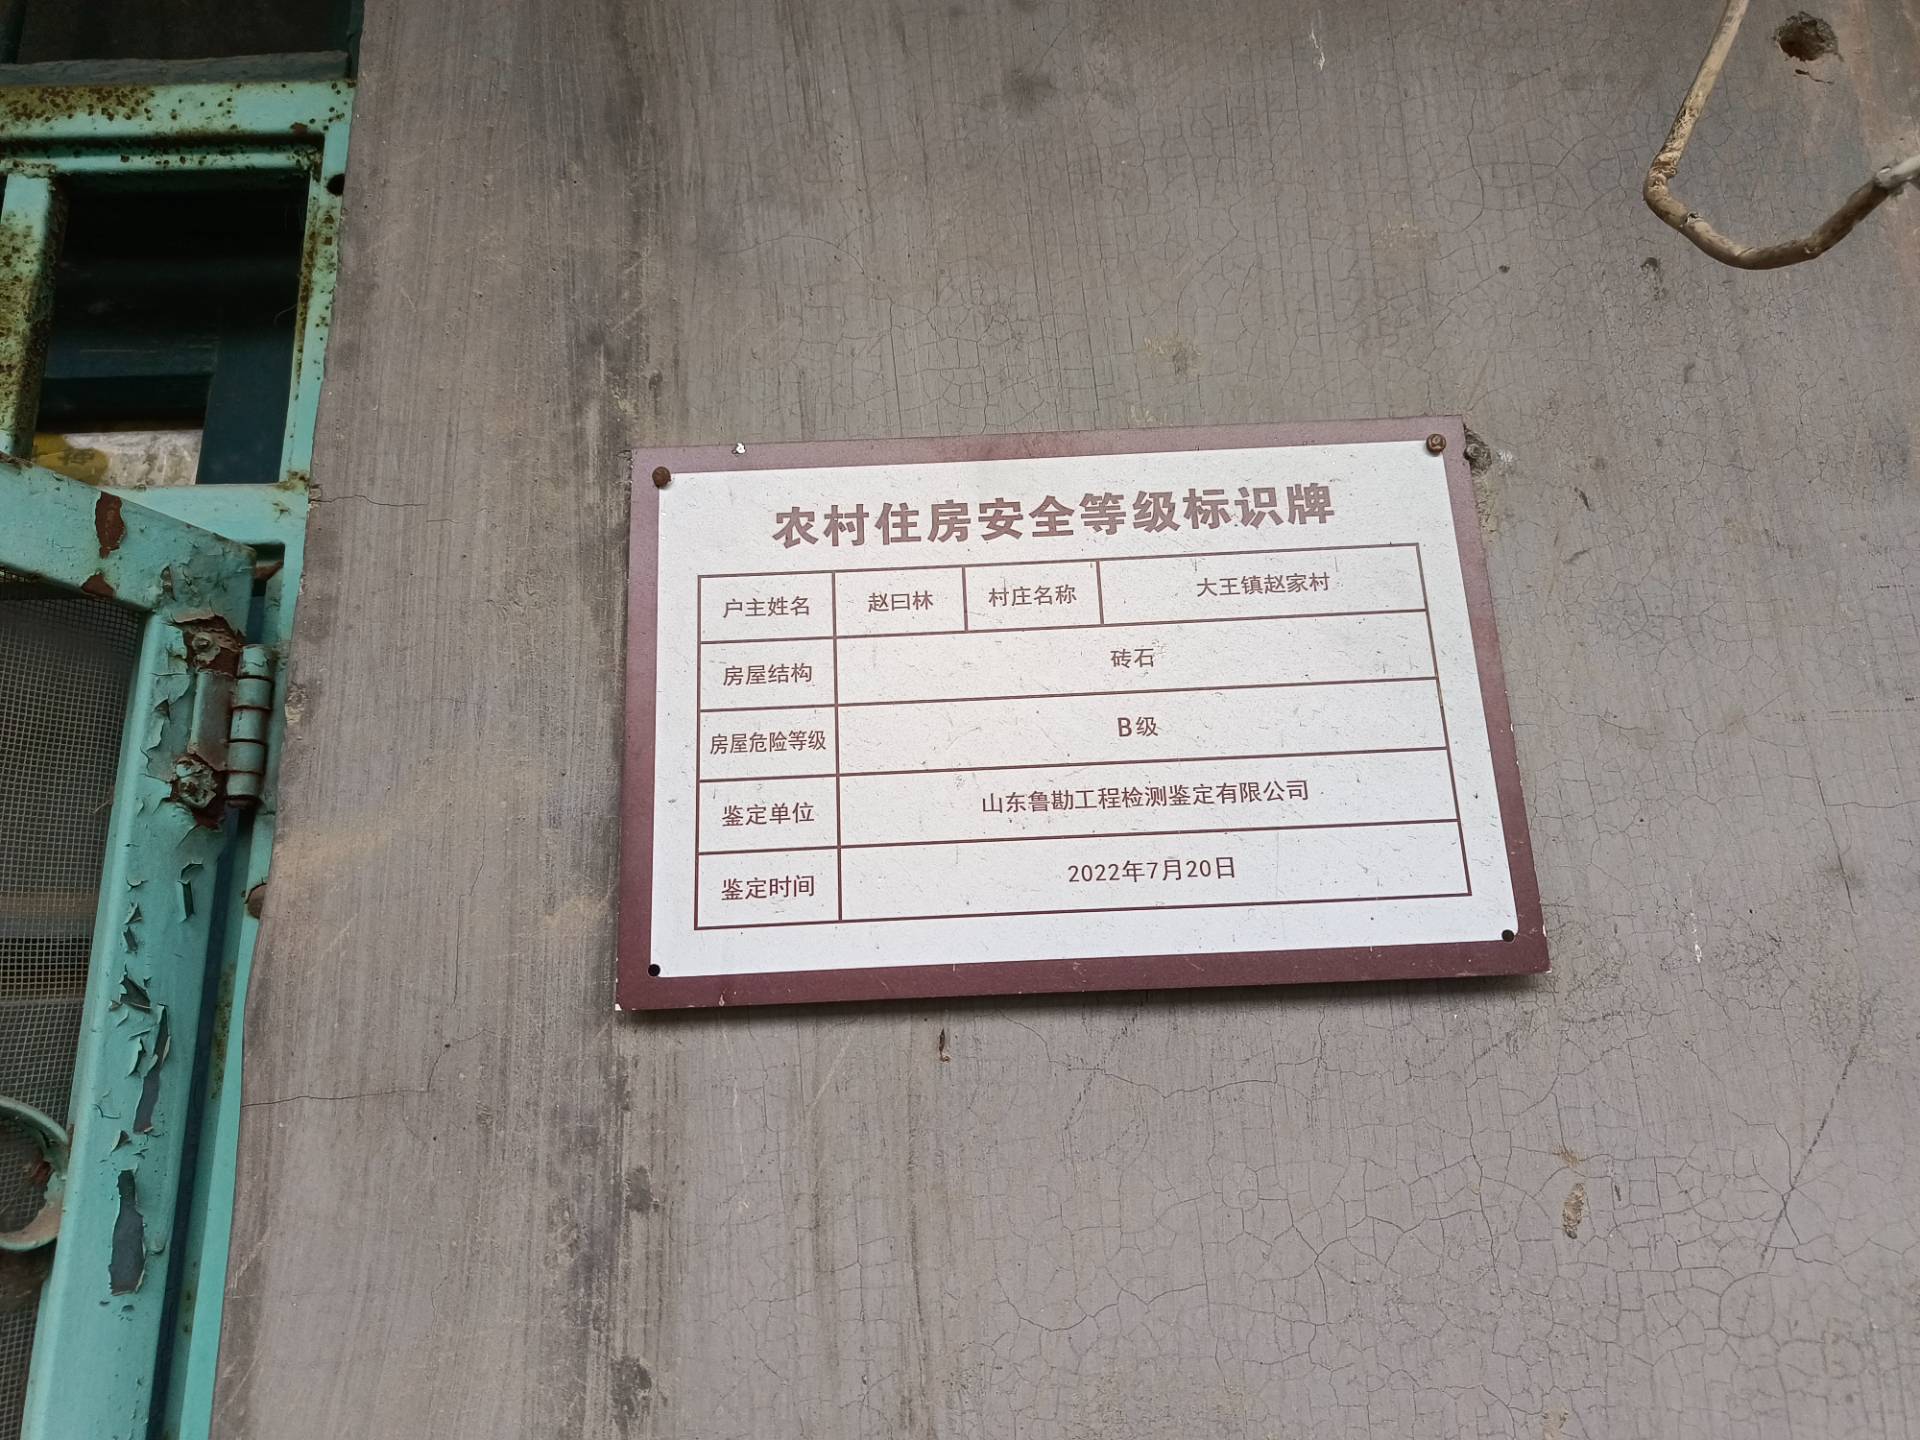 农村住房安全等级标识牌
户主姓名 赵曰林 村庄名称 大王镇赵家村
房屋结构 砖石
房屋危险等级 B级
鉴定单位 山东鲁勘工程检测鉴定有限公司
鉴定时间 2022年7月20日